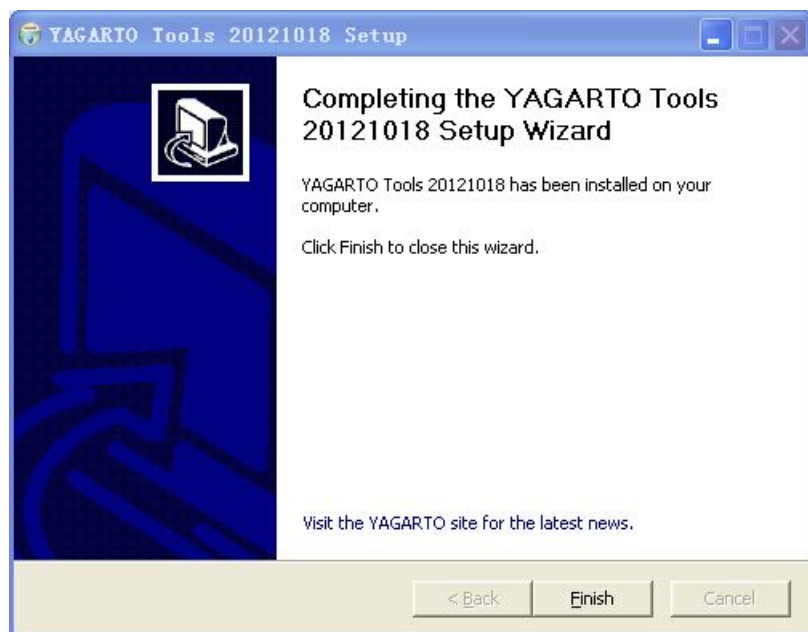 YAGARTO Tools 20121018 Setup
Completing the YAGARTO Tools
20121018 Setup Wizard
YAGARTO Tools 20121018 has been installed on your
computer.
Click Finish to close this wizard.
Visit the YAGARTO site for the latest news.
< Back
Finish
Cancel